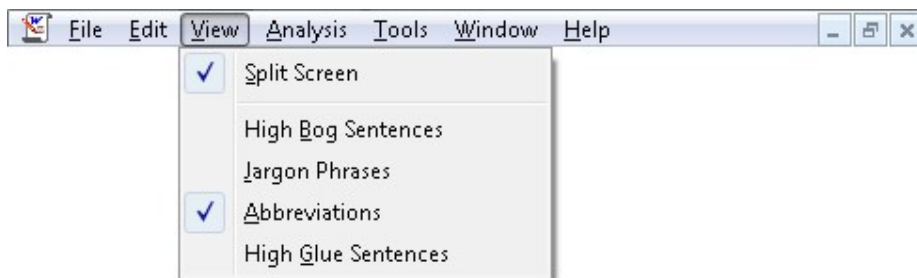 File Edit View Analysis Tools Window Help
Split Screen
High Bog Sentences
Jargon Phrases
Abbreviations
High Glue Sentences